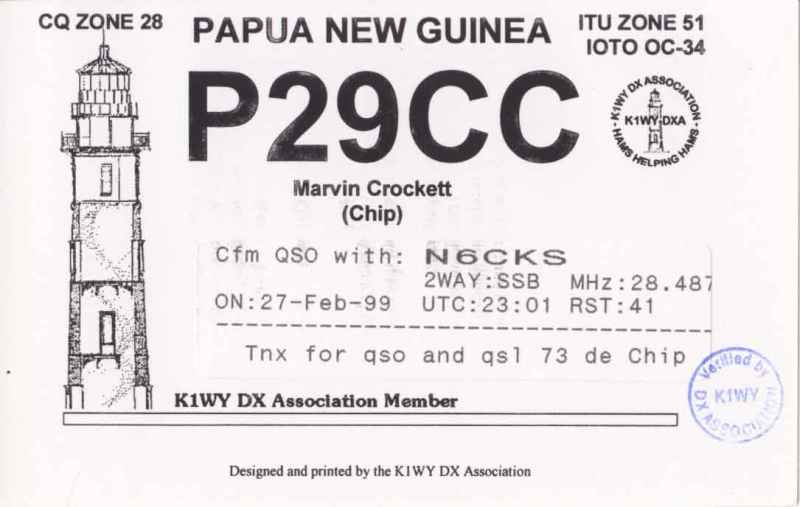 CQ ZONE 28
PAPUA NEW GUINEA
ITU ZONE 51
IOTO OC-34
P29CC
K1WY DX ASSOCIATION
K1WY DXA
HAMS HELPING HAMS
Marvin Crockett
(Chip)
Cfm QSO with: N6CKS
2WAY:SSB MHz:28.487
ON:27-Feb-99 UTC:23:01 RST:41
Tnx for qso and qsl 73 de Chip
Verified by
K1WY
DX ASSOCIATION
K1WY DX Association Member
Designed and printed by the K1WY DX Association